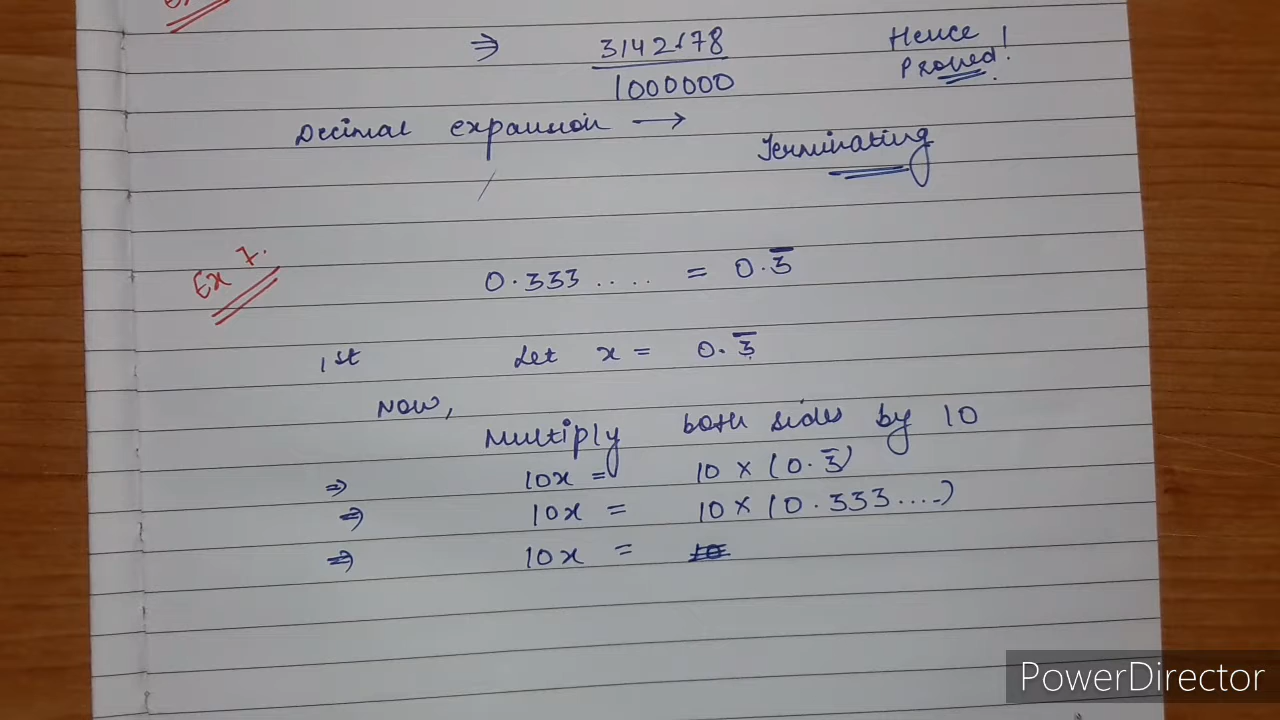 ⇒ 3142178 Hence !
1000000 Proved!
Decimal expansion → Terminating
Ex 7. 0.333 .... = 0.3̅
1st Let x = 0.3̅
Now,
Multiply both sides by 10
⇒ 10x = 10 × (0.3̅)
⇒ 10x = 10 × (0.333....)
⇒ 10x =
PowerDirector